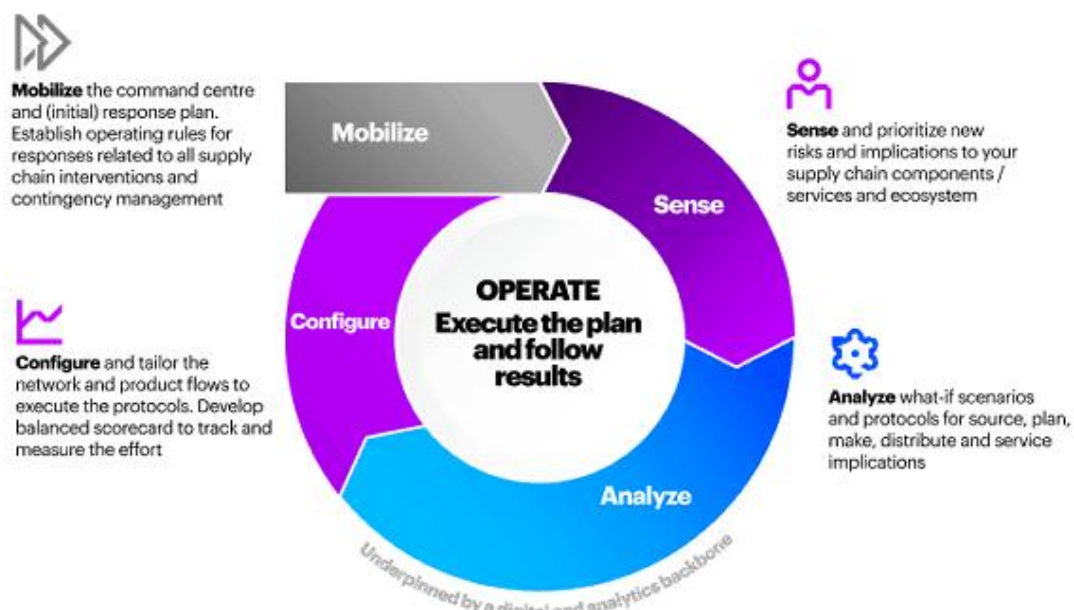 Mobilize the command centre
and (initial) response plan.
Establish operating rules for
responses related to all supply
chain interventions and
contingency management
Mobilize
Sense
Sense and prioritize new
risks and implications to your
supply chain components /
services and ecosystem
Configure
OPERATE
Execute the plan
and follow
results
Configure and tailor the
network and product flows to
execute the protocols. Develop
balanced scorecard to track and
measure the effort
Analyze what-if scenarios
and protocols for source, plan,
make, distribute and service
implications
Analyze
Underpinned by a digital and analytics backbone